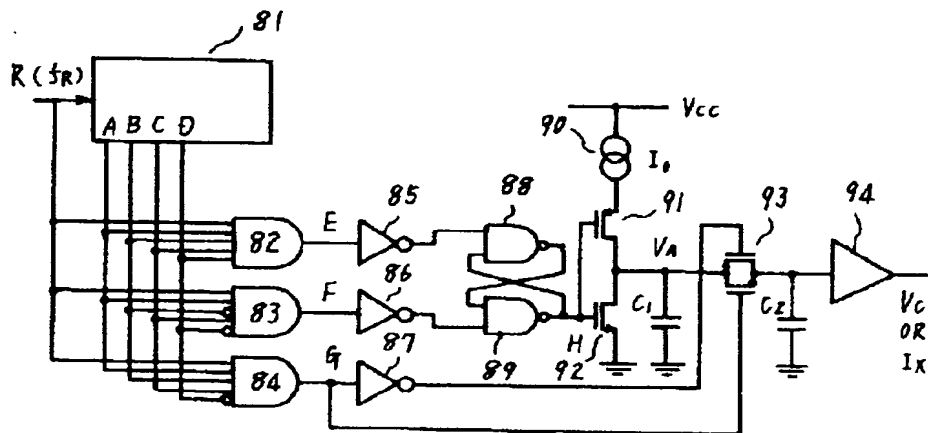 81
R (fR)
A B C D
VCC
90
I0
85
88
91
93
94
82
E
VA
86
83
F
C1
C2
VC
OR
IX
87
H
84
G
89
92